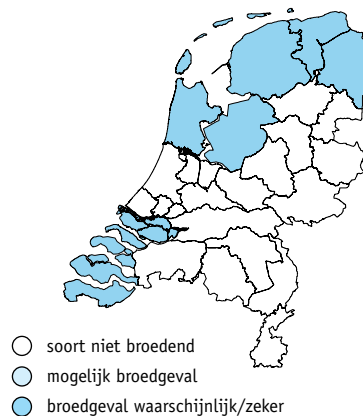 soort niet broedend
mogelijk broedgeval
broedgeval waarschijnlijk/zeker